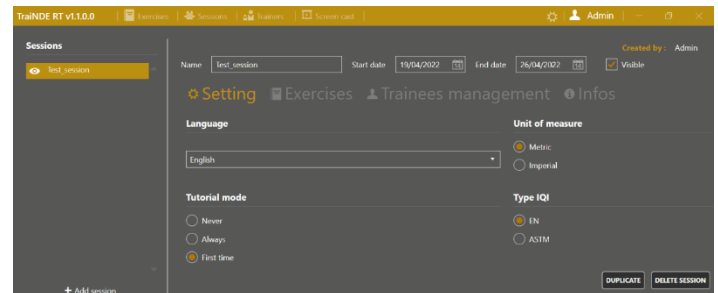 TraiNDE RT v1.1.0.0 Exercises Sessions Trainees Screen cast Admin
Sessions
Test_session
Created by : Admin
Name Test_session Start date 19/04/2022 End date 26/04/2022 Visible
Setting Exercises Trainees management Infos
Language Unit of measure
English
Metric
Imperial
Tutorial mode Type IQI
Never EN
Always ASTM
First time
DUPLICATE DELETE SESSION
Add session